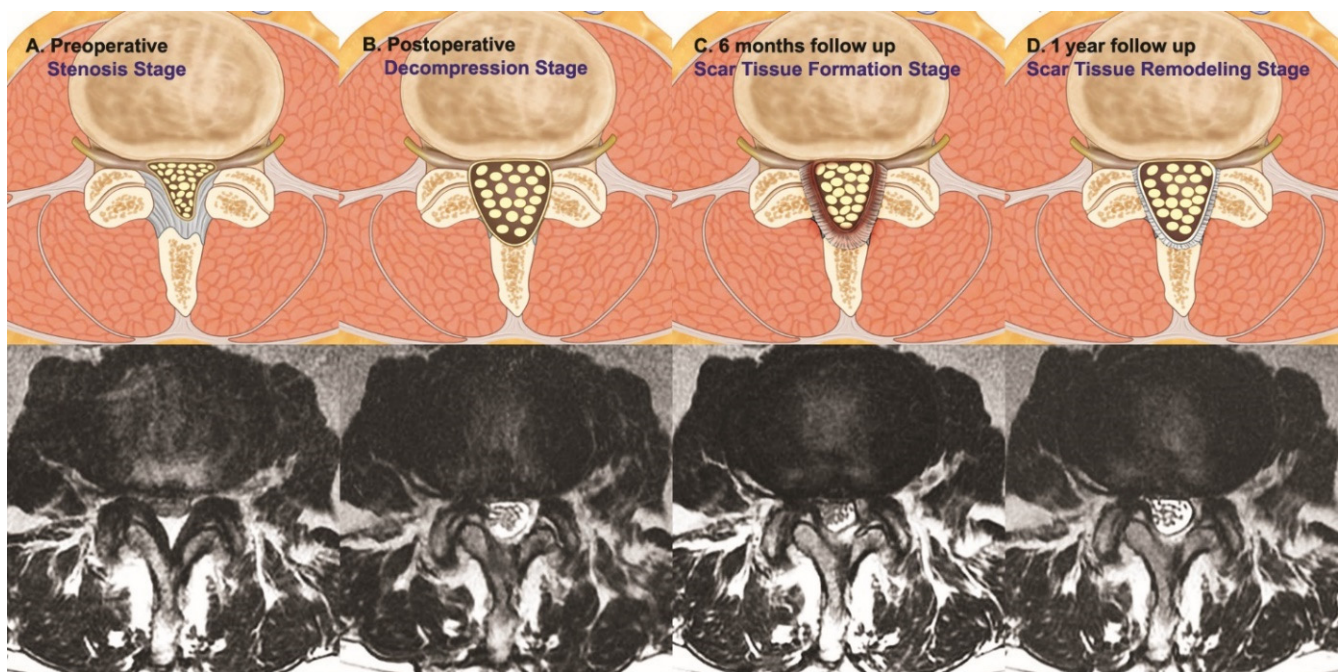 A. Preoperative
Stenosis Stage
B. Postoperative
Decompression Stage
C. 6 months follow up
Scar Tissue Formation Stage
D. 1 year follow up
Scar Tissue Remodeling Stage